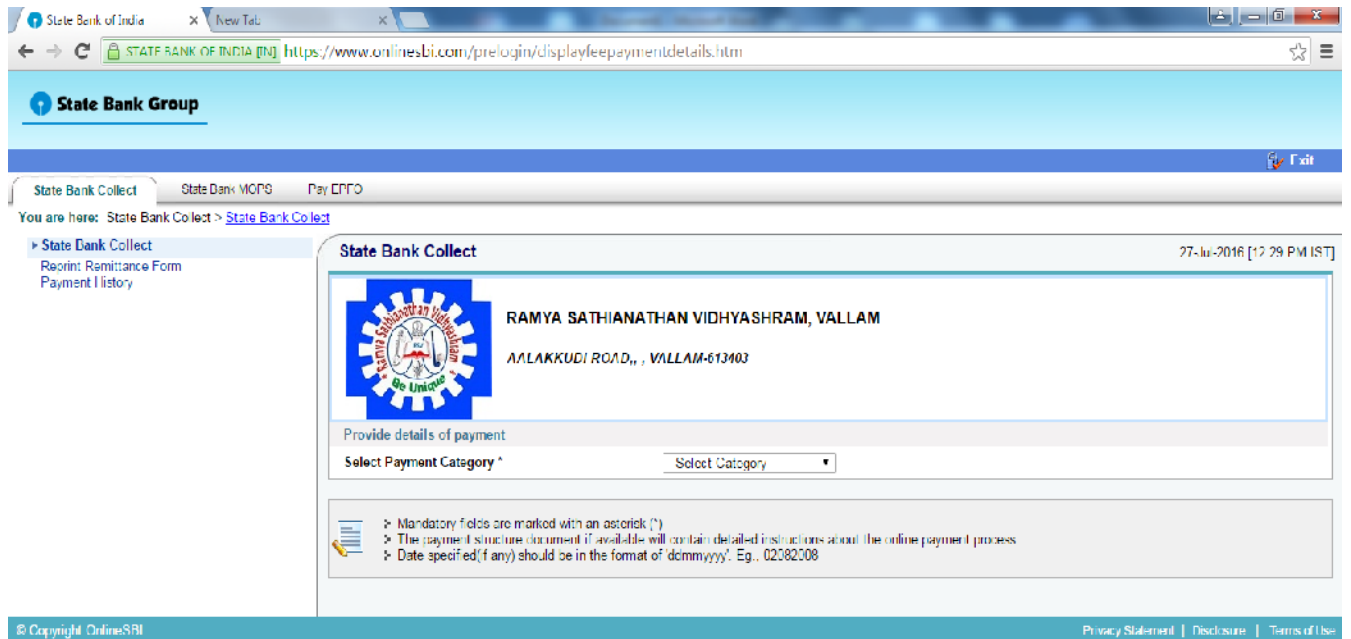 State Bank of India
New Tab
STATE BANK OF INDIA [IN] https://www.onlinesbi.com/prelogin/displayfeepaymentdetails.htm
State Bank Group
Exit
State Bank Collect State Bank MOPS Pay EPFO
You are here: State Bank Collect > State Bank Collect
State Bank Collect
Reprint Remittance Form
Payment History
State Bank Collect 27-Jul-2016 [12:29 PM IST]
Ramya Sathianathan Vidhyashram
Be Unique
RAMYA SATHIANATHAN VIDHYASHRAM, VALLAM
AALAKKUDI ROAD,, , VALLAM-613403
Provide details of payment
Select Payment Category * Select Category
Mandatory fields are marked with an asterisk (*)
The payment structure document if available will contain detailed instructions about the online payment process
Date specified(if any) should be in the format of 'ddmmyyyy'. Eg., 02082008
© Copyright OnlineSBI Privacy Statement | Disclosure | Terms of Use